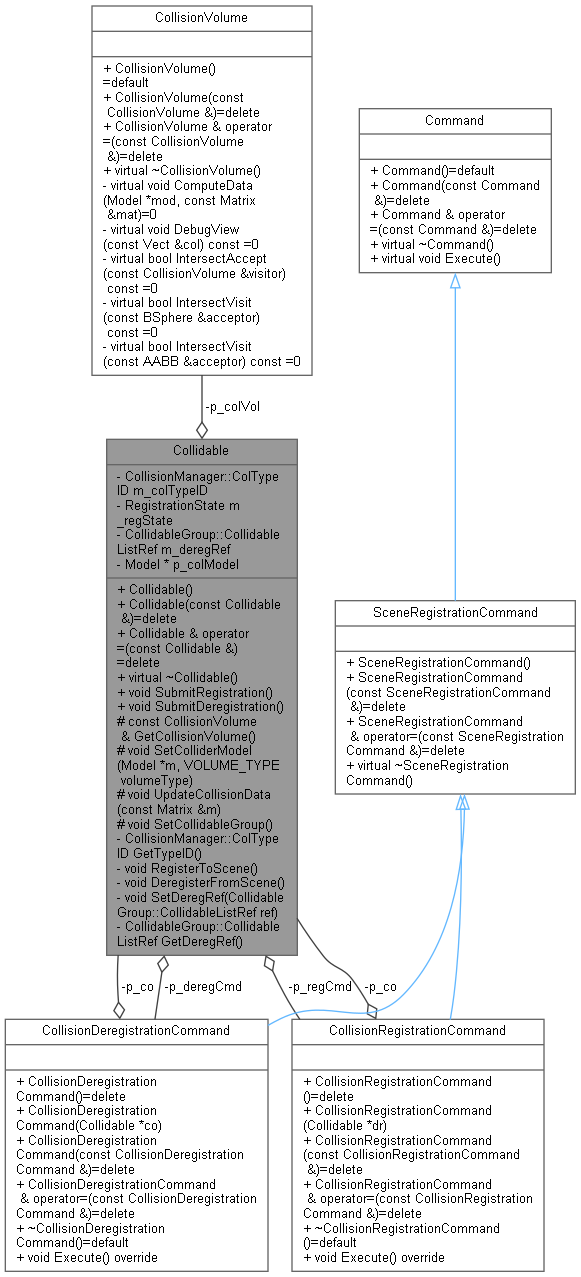 CollisionVolume
+ CollisionVolume()
=default
+ CollisionVolume(const
CollisionVolume &)=delete
+ CollisionVolume & operator
=(const CollisionVolume
&)=delete
+ virtual ~CollisionVolume()
- virtual void ComputeData
(Model *mod, const Matrix
&mat)=0
- virtual void DebugView
(const Vect &col) const =0
- virtual bool IntersectAccept
(const CollisionVolume &visitor)
const =0
- virtual bool IntersectVisit
(const BSphere &acceptor)
const =0
- virtual bool IntersectVisit
(const AABB &acceptor) const =0
Command
+ Command()=default
+ Command(const Command
&)=delete
+ Command & operator
=(const Command &)=delete
+ virtual ~Command()
+ virtual void Execute()
-p_colVol
Collidable
- CollisionManager::ColType
ID m_colTypeID
- RegistrationState m
_regState
- CollidableGroup::Collidable
ListRef m_deregRef
- Model * p_colModel
+ Collidable()
+ Collidable(const Collidable
&)=delete
+ Collidable & operator
=(const Collidable &)
=delete
+ virtual ~Collidable()
+ void SubmitRegistration()
+ void SubmitDeregistration()
# const CollisionVolume
& GetCollisionVolume()
# void SetColliderModel
(Model *m, VOLUME_TYPE
volumeType)
# void UpdateCollisionData
(const Matrix &m)
# void SetCollidableGroup()
- CollisionManager::ColType
ID GetTypeID()
- void RegisterToScene()
- void DeregisterFromScene()
- void SetDeregRef(Collidable
Group::CollidableListRef ref)
- CollidableGroup::Collidable
ListRef GetDeregRef()
SceneRegistrationCommand
+ SceneRegistrationCommand()
+ SceneRegistrationCommand
(const SceneRegistrationCommand
&)=delete
+ SceneRegistrationCommand
& operator=(const SceneRegistration
Command &)=delete
+ virtual ~SceneRegistration
Command()
-p_co
-p_deregCmd
-p_regCmd
-p_co
CollisionDeregistrationCommand
+ CollisionDeregistration
Command()=delete
+ CollisionDeregistration
Command(Collidable *co)
+ CollisionDeregistration
Command(const CollisionDeregistration
Command &)=delete
+ CollisionDeregistrationCommand
& operator=(const CollisionDeregistration
Command &)=delete
+ ~CollisionDeregistration
Command()=default
+ void Execute() override
CollisionRegistrationCommand
+ CollisionRegistrationCommand
()=delete
+ CollisionRegistrationCommand
(Collidable *dr)
+ CollisionRegistrationCommand
(const CollisionRegistrationCommand
&)=delete
+ CollisionRegistrationCommand
& operator=(const CollisionRegistration
Command &)=delete
+ ~CollisionRegistrationCommand
()=default
+ void Execute() override